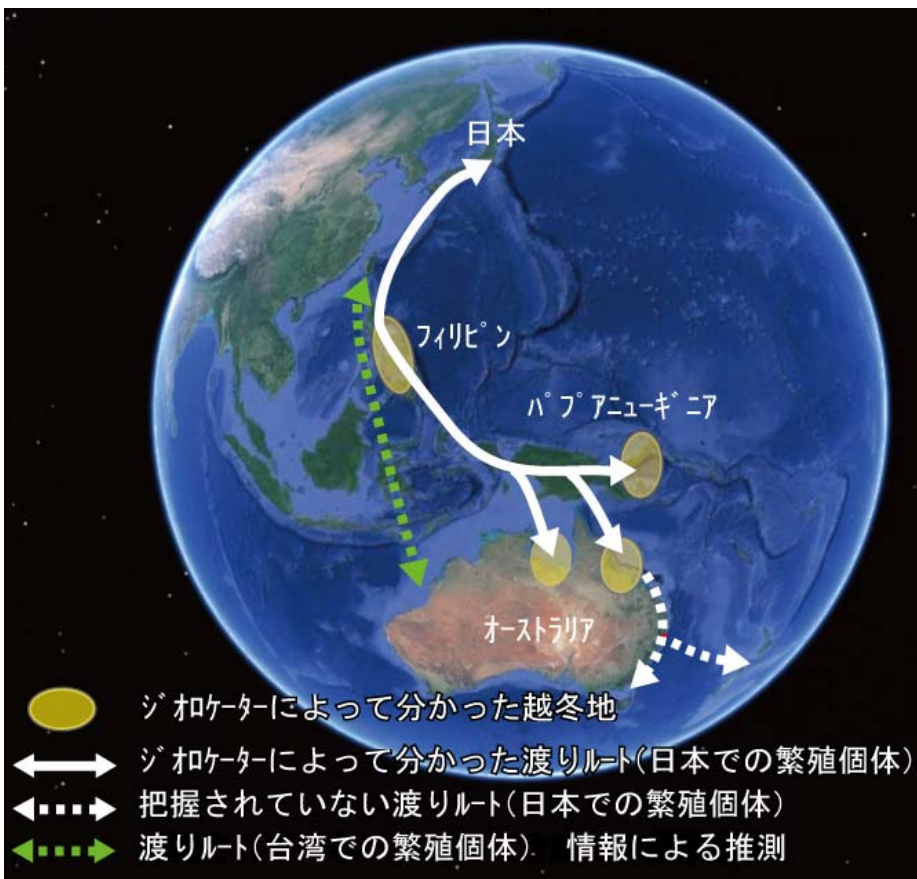 日本
フィリピン
パプアニューギニア
オーストラリア
ジオロケーターによって分かった越冬地
ジオロケーターによって分かった渡りルート(日本での繁殖個体)
把握されていない渡りルート(日本での繁殖個体)
渡りルート(台湾での繁殖個体) 情報による推測